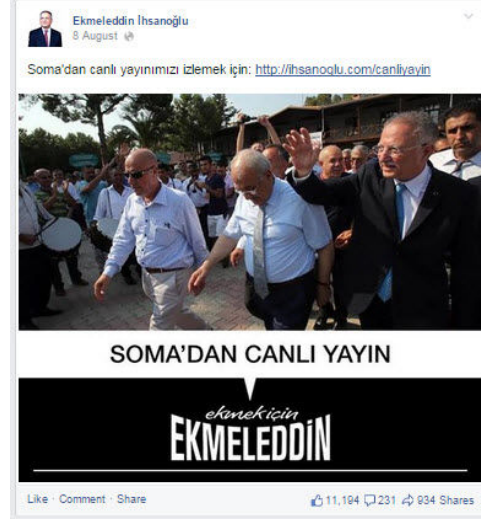 Ekmeleddin İhsanoğlu
8 August
Soma'dan canlı yayınımızı izlemek için: http://ihsanoglu.com/canliyayin
SOMA'DAN CANLI YAYIN
ekmek için
EKMELEDDİN
Like · Comment · Share
11,194 231 934 Shares